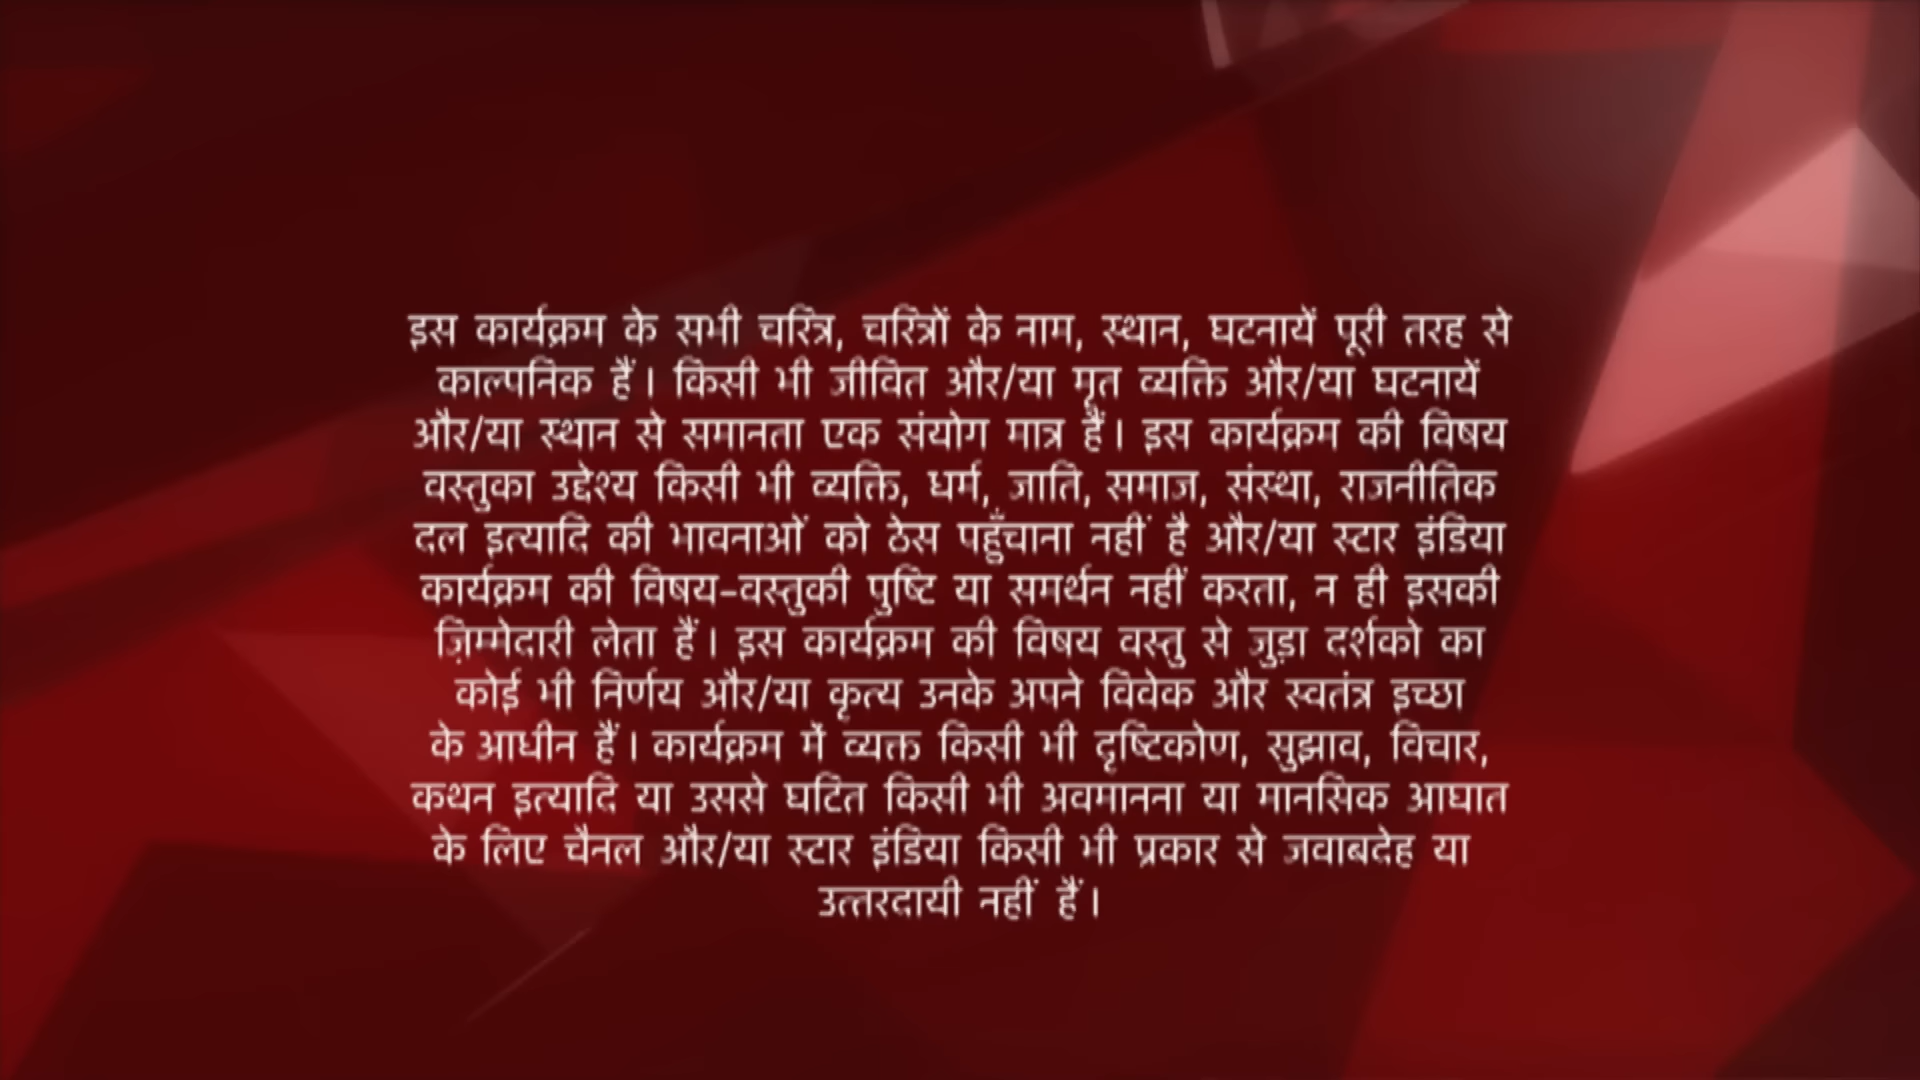 इस कार्यक्रम के सभी चरित्र, चरित्रों के नाम, स्थान, घटनायें पूरी तरह से
काल्पनिक हैं। किसी भी जीवित और/या मृत व्यक्ति और/या घटनायें
और/या स्थान से समानता एक संयोग मात्र हैं। इस कार्यक्रम की विषय
वस्तुका उद्देश्य किसी भी व्यक्ति, धर्म, जाति, समाज, संस्था, राजनीतिक
दल इत्यादि की भावनाओं को ठेस पहुँचाना नहीं है और/या स्टार इंडिया
कार्यक्रम की विषय-वस्तुकी पुष्टि या समर्थन नहीं करता, न ही इसकी
ज़िम्मेदारी लेता हैं। इस कार्यक्रम की विषय वस्तु से जुड़ा दर्शको का
कोई भी निर्णय और/या कृत्य उनके अपने विवेक और स्वतंत्र इच्छा
के आधीन हैं। कार्यक्रम में व्यक्त किसी भी दृष्टिकोण, सुझाव, विचार,
कथन इत्यादि या उससे घटित किसी भी अवमानना या मानसिक आघात
के लिए चैनल और/या स्टार इंडिया किसी भी प्रकार से जवाबदेह या
उत्तरदायी नहीं हैं।